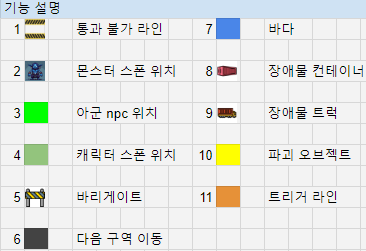 기능 설명
1 통과 불가 라인 7 바다
2 몬스터 스폰 위치 8 장애물 컨테이너
3 아군 npc 위치 9 장애물 트럭
4 캐릭터 스폰 위치 10 파괴 오브젝트
5 바리게이트 11 트리거 라인
6 다음 구역 이동